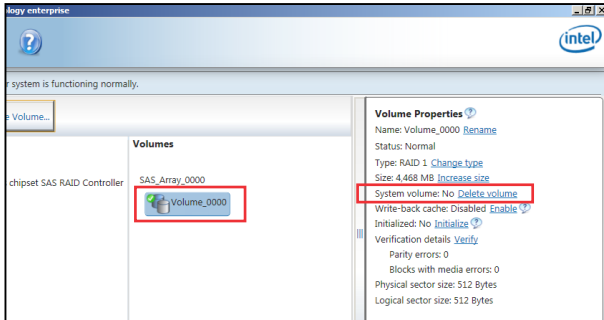 ology enterprise
intel
r system is functioning normally.
e Volume...
Volumes
chipset SAS RAID Controller
SAS_Array_0000
Volume_0000
Volume Properties
Name: Volume_0000 Rename
Status: Normal
Type: RAID 1 Change type
Size: 4,468 MB Increase size
System volume: No Delete volume
Write-back cache: Disabled Enable
Initialized: No Initialize
Verification details Verify
Parity errors: 0
Blocks with media errors: 0
Physical sector size: 512 Bytes
Logical sector size: 512 Bytes